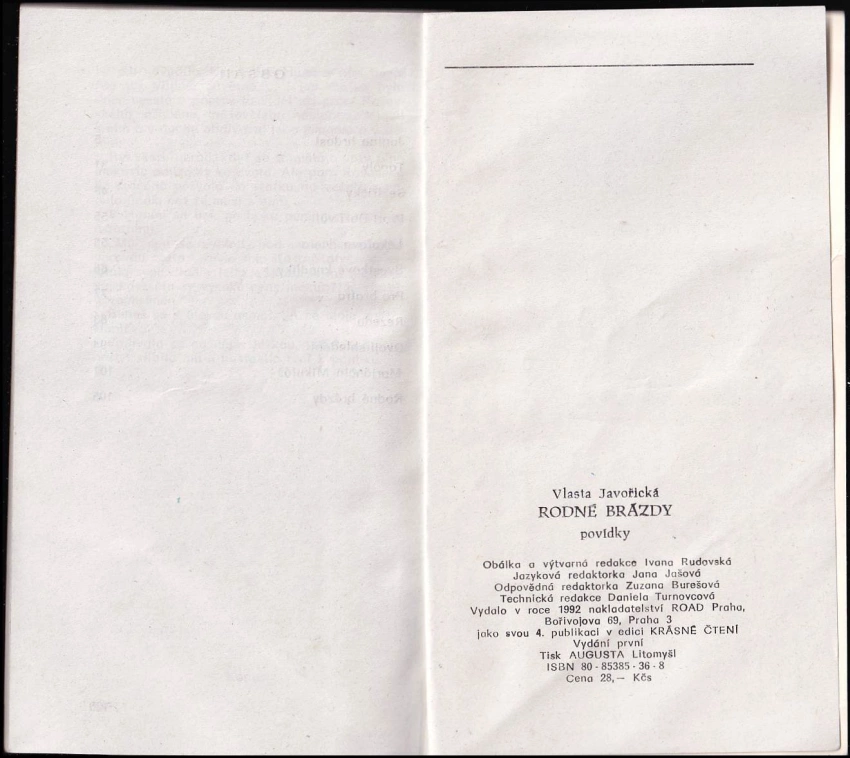 Vlasta Javořická
RODNÉ BRÁZDY
povídky
Obálka a výtvarná redakce Ivana Rudovská
Jazyková redaktorka Jana Jašová
Odpovědná redaktorka Zuzana Burešová
Technická redakce Daniela Turnovcová
Vydalo v roce 1992 nakladatelství ROAD Praha,
Bořivojova 69, Praha 3
jako svou 4. publikaci v edici KRÁSNÉ ČTENÍ
Vydání první
Tisk AUGUSTA Litomyšl
ISBN 80 - 85385 - 36 - 8
Cena 28,— Kčs